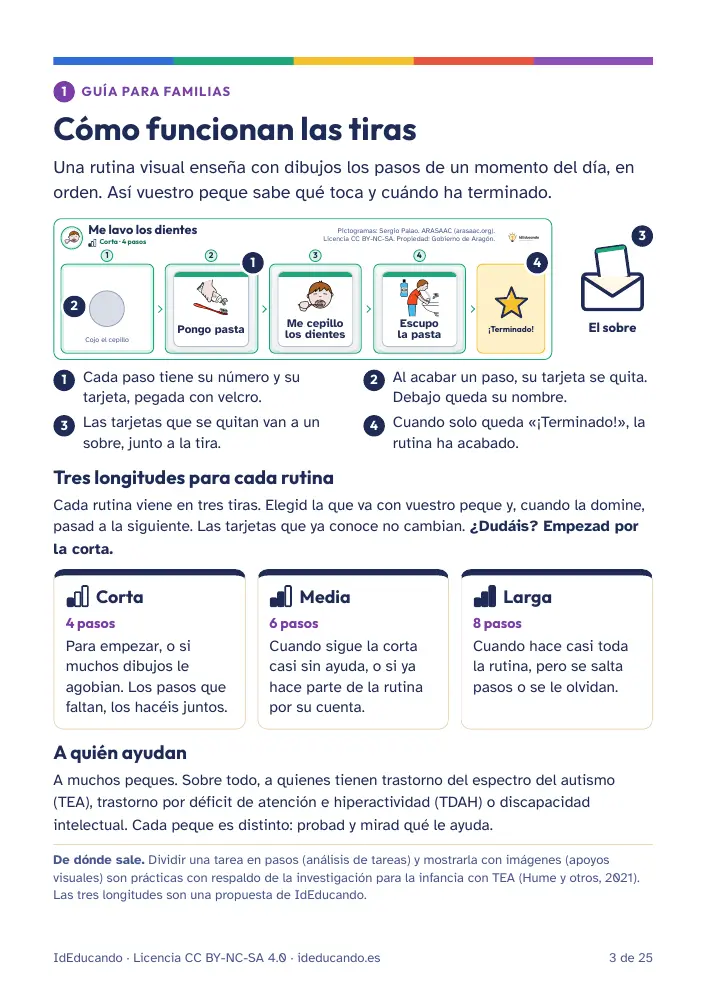 1 GUÍA PARA FAMILIAS
Cómo funcionan las tiras
Una rutina visual enseña con dibujos los pasos de un momento del día, en
orden. Así vuestro peque sabe qué toca y cuándo ha terminado.
Me lavo los dientes
Corta · 4 pasos
Pictogramas: Sergio Palao. ARASAAC (arasaac.org).
Licencia CC BY-NC-SA. Propiedad: Gobierno de Aragón.
IdEducando
3
1
2
1
3
4
4
2
Cojo el cepillo
Pongo pasta
Me cepillo
los dientes
Escupo
la pasta
¡Terminado!
El sobre
1 Cada paso tiene su número y su
tarjeta, pegada con velcro.
2 Al acabar un paso, su tarjeta se quita.
Debajo queda su nombre.
3 Las tarjetas que se quitan van a un
sobre, junto a la tira.
4 Cuando solo queda «¡Terminado!», la
rutina ha acabado.
Tres longitudes para cada rutina
Cada rutina viene en tres tiras. Elegid la que va con vuestro peque y, cuando la domine,
pasad a la siguiente. Las tarjetas que ya conoce no cambian. ¿Dudáis? Empezad por
la corta.
Corta
4 pasos
Para empezar, o si
muchos dibujos le
agobian. Los pasos que
faltan, los hacéis juntos.
Media
6 pasos
Cuando sigue la corta
casi sin ayuda, o si ya
hace parte de la rutina
por su cuenta.
Larga
8 pasos
Cuando hace casi toda
la rutina, pero se salta
pasos o se le olvidan.
A quién ayudan
A muchos peques. Sobre todo, a quienes tienen trastorno del espectro del autismo
(TEA), trastorno por déficit de atención e hiperactividad (TDAH) o discapacidad
intelectual. Cada peque es distinto: probad y mirad qué le ayuda.
De dónde sale. Dividir una tarea en pasos (análisis de tareas) y mostrarla con imágenes (apoyos
visuales) son prácticas con respaldo de la investigación para la infancia con TEA (Hume y otros, 2021).
Las tres longitudes son una propuesta de IdEducando.
IdEducando · Licencia CC BY-NC-SA 4.0 · ideducando.es
3 de 25